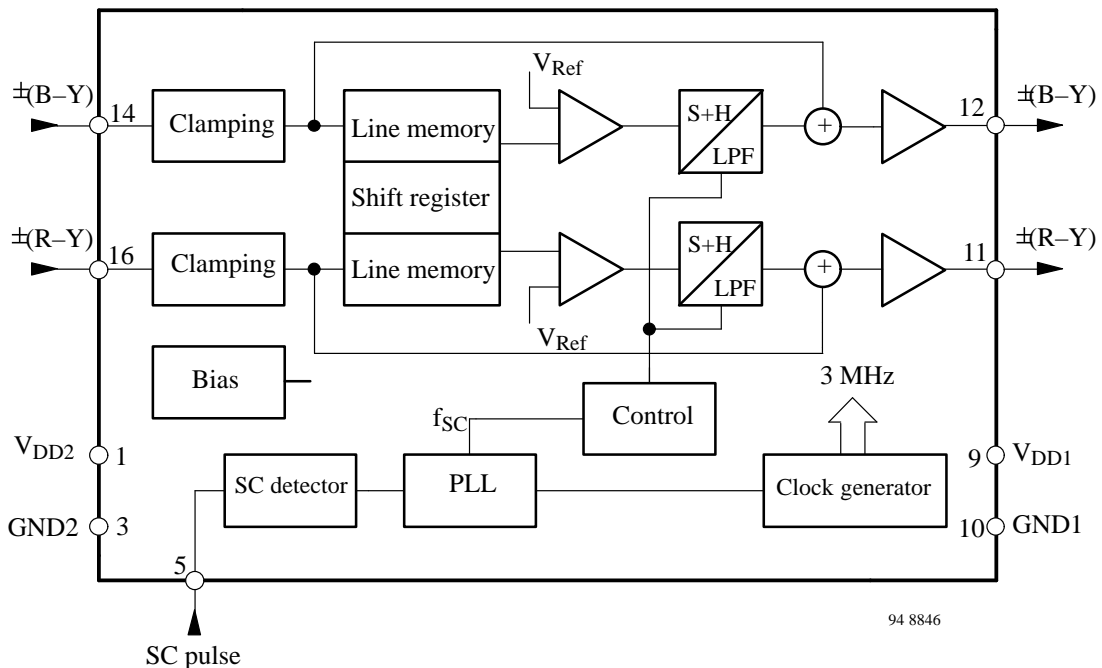 V_Ref
±(B–Y)
14
Clamping
Line memory
S+H
LPF
+
12
±(B–Y)
Shift register
±(R–Y)
16
Clamping
Line memory
S+H
LPF
+
11
±(R–Y)
V_Ref
Bias
3 MHz
f_SC
Control
V_DD2
1
SC detector
PLL
Clock generator
9
V_DD1
GND2
3
10
GND1
5
94 8846
SC pulse